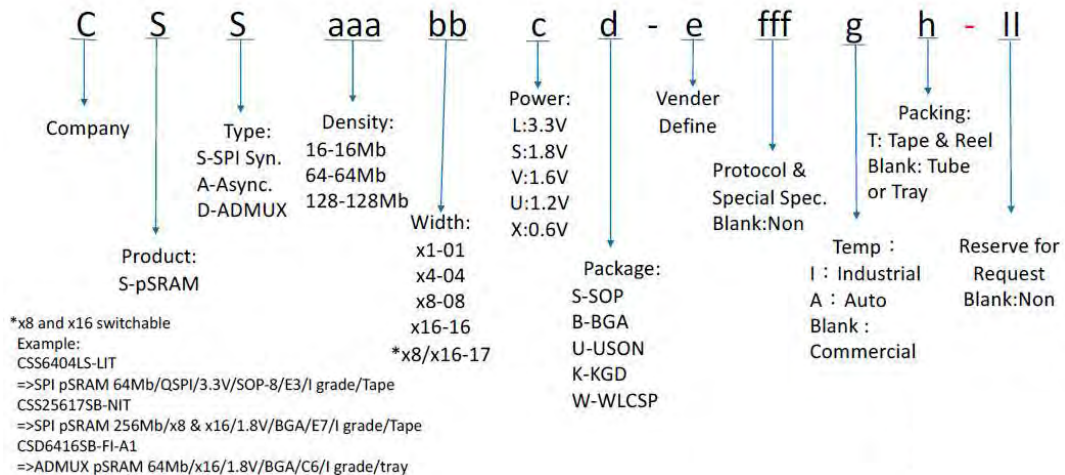 C S S aaa bb c d - e fff g h - II
Company
Product:
S-pSRAM
Type:
S-SPI Syn.
A-Async.
D-ADMUX
Density:
16-16Mb
64-64Mb
128-128Mb
Width:
x1-01
x4-04
x8-08
x16-16
*x8/x16-17
Power:
L:3.3V
S:1.8V
V:1.6V
U:1.2V
X:0.6V
Package:
S-SOP
B-BGA
U-USON
K-KGD
W-WLCSP
Vender
Define
Protocol &
Special Spec.
Blank:Non
Temp：
I：Industrial
A：Auto
Blank :
Commercial
Packing:
T: Tape & Reel
Blank: Tube
or Tray
Reserve for
Request
Blank:Non
*x8 and x16 switchable
Example:
CSS6404LS-LIT
=>SPI pSRAM 64Mb/QSPI/3.3V/SOP-8/E3/I grade/Tape
CSS25617SB-NIT
=>SPI pSRAM 256Mb/x8 & x16/1.8V/BGA/E7/I grade/Tape
CSD6416SB-FI-A1
=>ADMUX pSRAM 64Mb/x16/1.8V/BGA/C6/I grade/tray